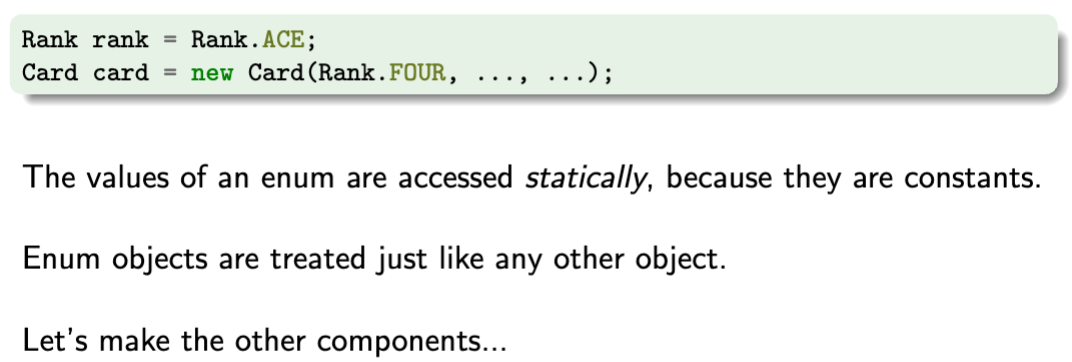 Rank rank = Rank.ACE;
Card card = new Card(Rank.FOUR, ..., ...);
The values of an enum are accessed statically, because they are constants.
Enum objects are treated just like any other object.
Let's make the other components...